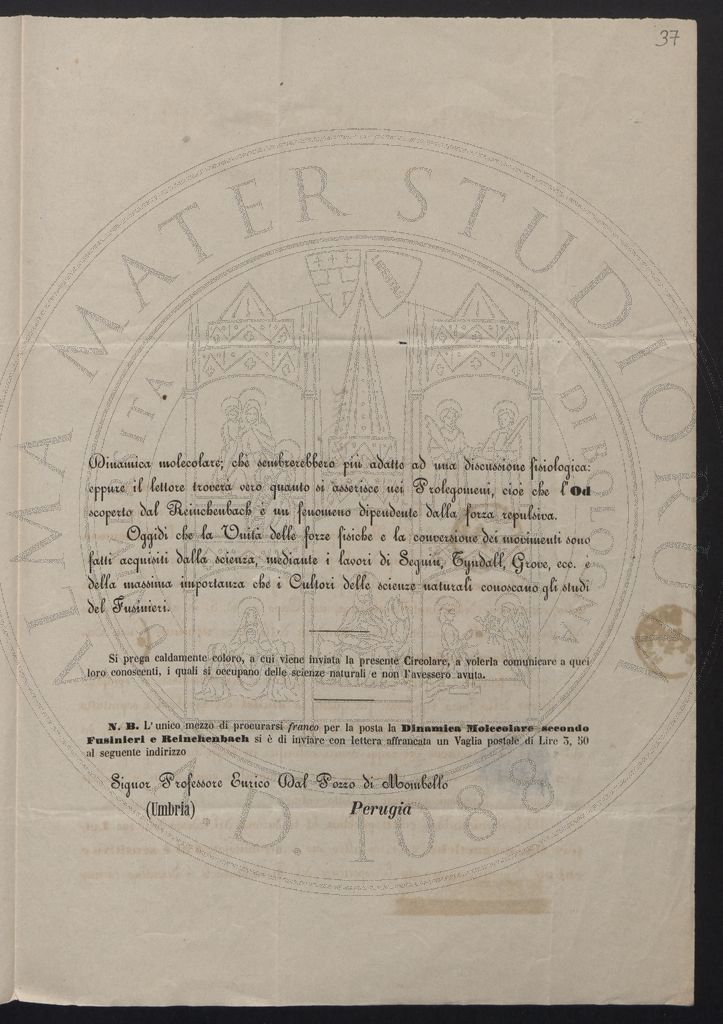 37
ALMA MATER STUDIORUM
A.D. 1088
Dinamica molecolare; che sembrerebbero più adatte ad una discussione fisiologica:
eppure il lettore troverà vero quanto si asserisce nei Prolegomeni, cioè che l'Od
scoperto dal Reinchenbach è un fenomeno dipendente dalla forza repulsiva.
Oggidì che la Unità delle forze fisiche e la conversione dei movimenti sono
fatti acquisiti dalla scienza, mediante i lavori di Seguin, Tyndall, Grove, ecc. è
della massima importanza che i Cultori delle scienze naturali conoscano gli studi
del Fusinieri.
Si prega caldamente coloro, a cui viene inviata la presente Circolare, a volerla comunicare a quei
loro conoscenti, i quali si occupano delle scienze naturali e non l'avessero avuta.
N. B. L'unico mezzo di procurarsi franco per la posta la Dinamica Molecolare secondo
Fusinieri e Reinchenbach si è di inviare con lettera affrancata un Vaglia postale di Lire 3, 50
al seguente indirizzo
Signor Professore Enrico Dal Pozzo di Mombello
(Umbria) Perugia